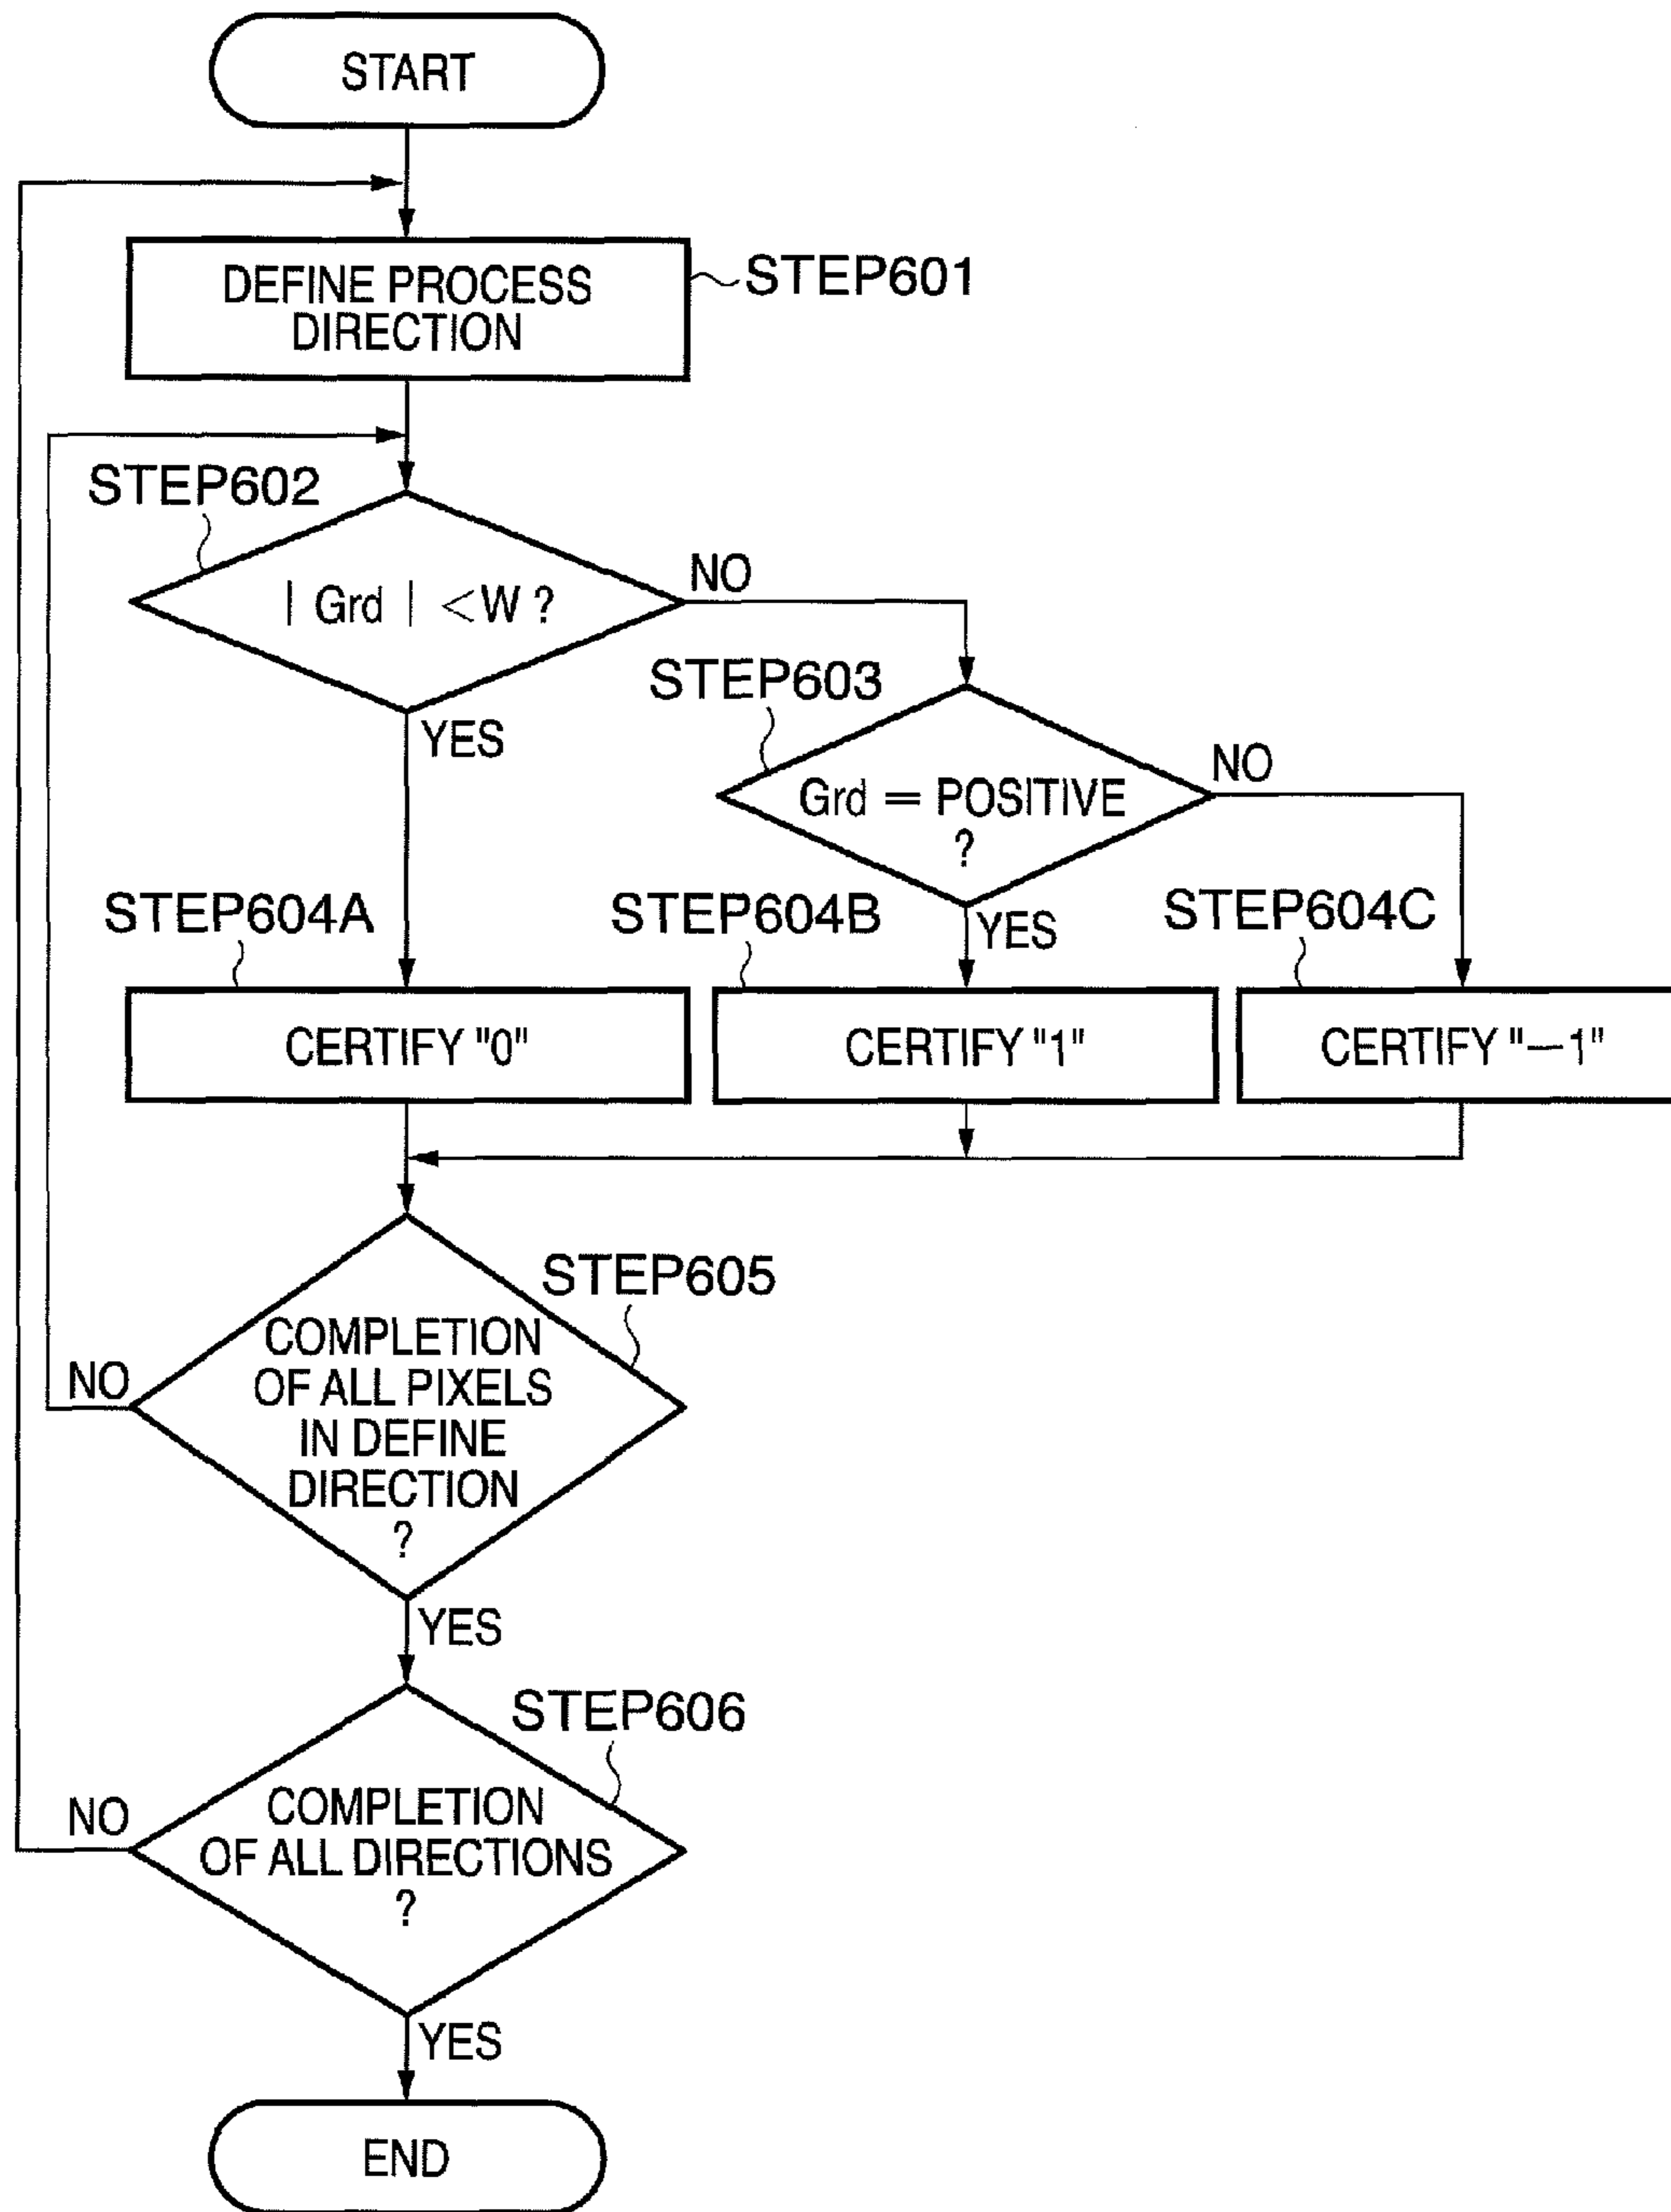 START
DEFINE PROCESS
DIRECTION
STEP601
STEP602
| Grd | <W ?
NO
YES
STEP603
Grd = POSITIVE
?
NO
YES
STEP604A
CERTIFY "0"
STEP604B
CERTIFY "1"
STEP604C
CERTIFY "—1"
STEP605
COMPLETION
OF ALL PIXELS
IN DEFINE
DIRECTION
?
NO
YES
STEP606
COMPLETION
OF ALL DIRECTIONS
?
NO
YES
END